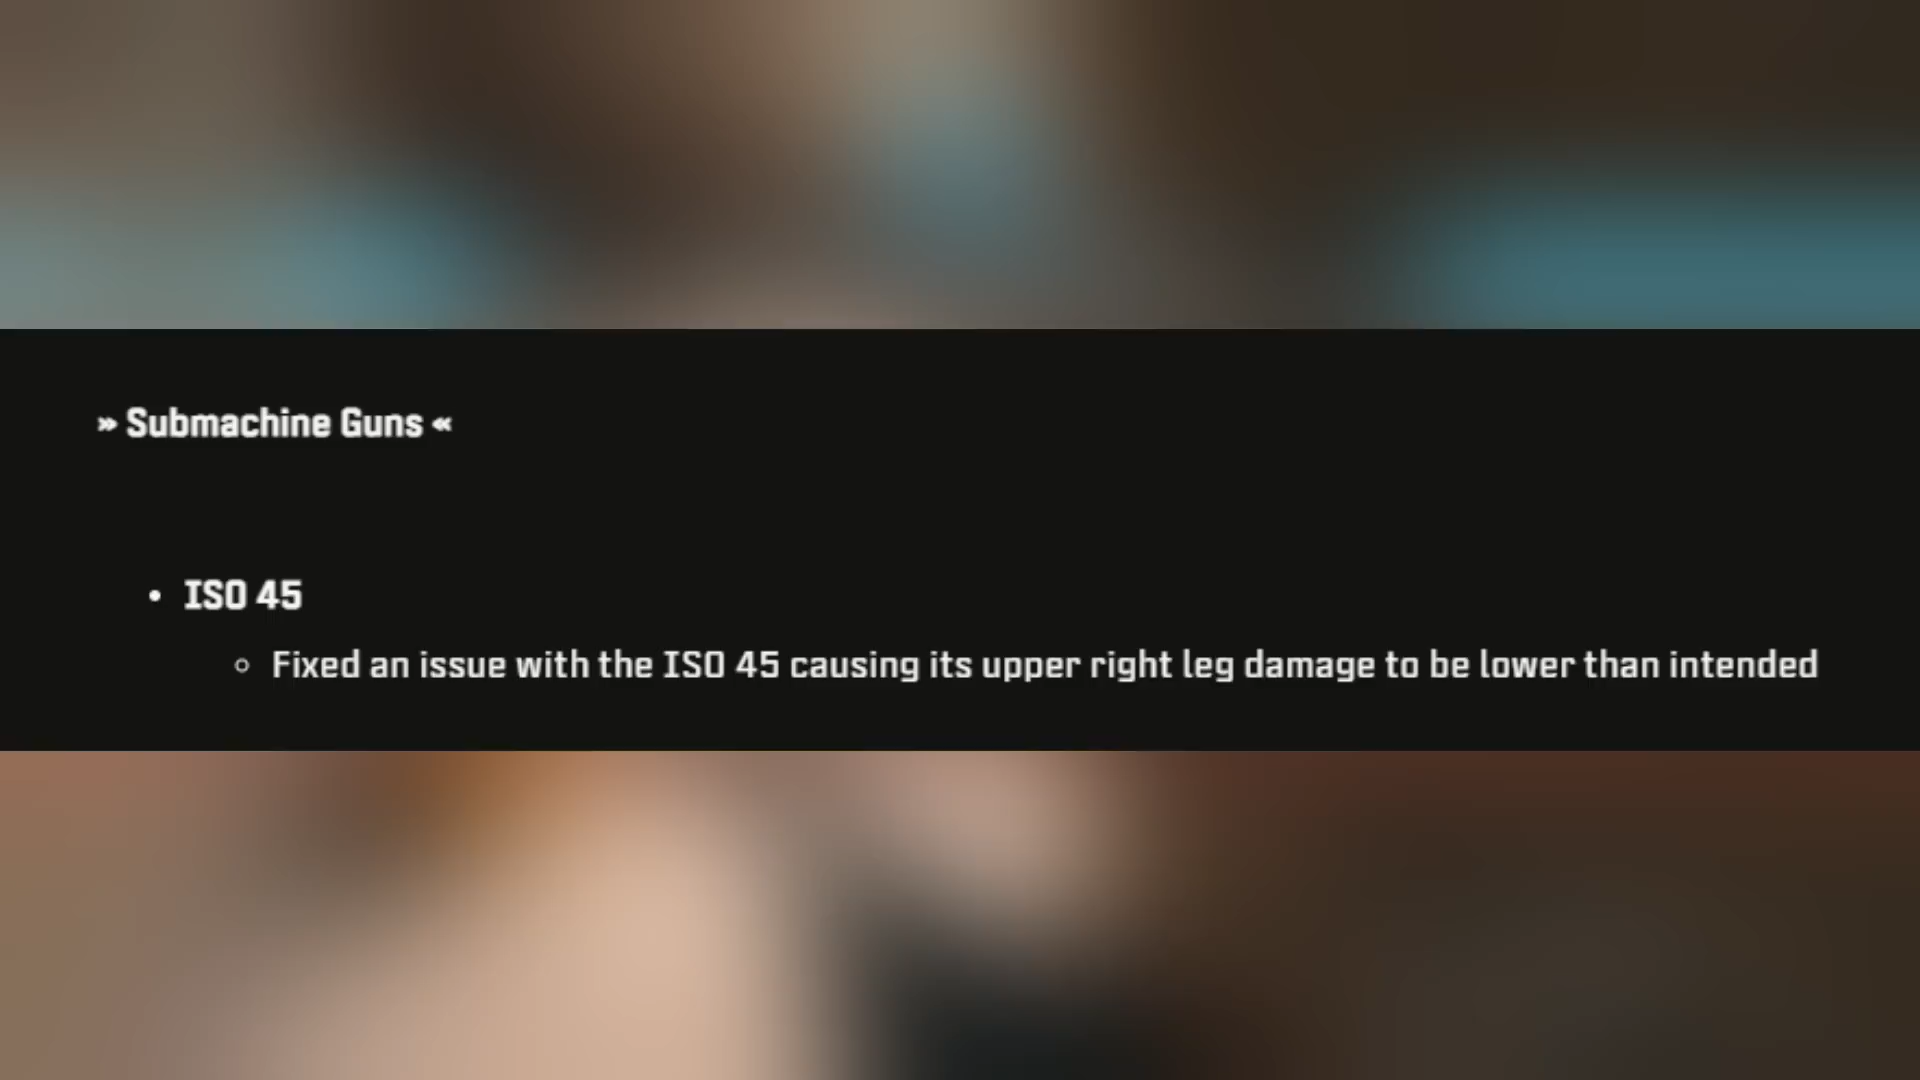 » Submachine Guns «
• ISO 45
○ Fixed an issue with the ISO 45 causing its upper right leg damage to be lower than intended